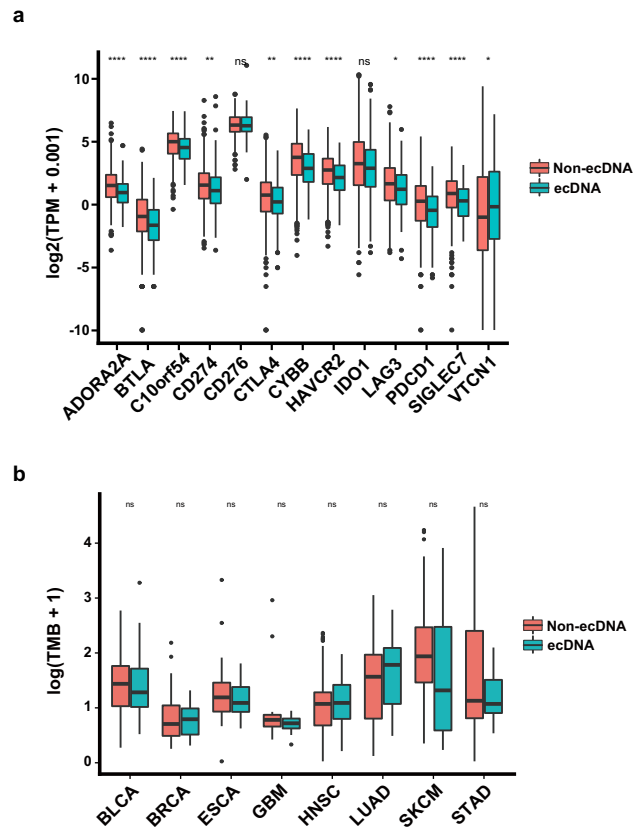 a
**** **** **** ** ns ** **** **** ns * **** **** *
10
5
0
-5
-10
log2(TPM + 0.001)
ADORA2A
BTLA
C10orf54
CD274
CD276
CTLA4
CYBB
HAVCR2
IDO1
LAG3
PDCD1
SIGLEC7
VTCN1
Non-ecDNA
ecDNA
b
ns ns ns ns ns ns ns ns
4
3
2
1
0
log(TMB + 1)
BLCA
BRCA
ESCA
GBM
HNSC
LUAD
SKCM
STAD
Non-ecDNA
ecDNA